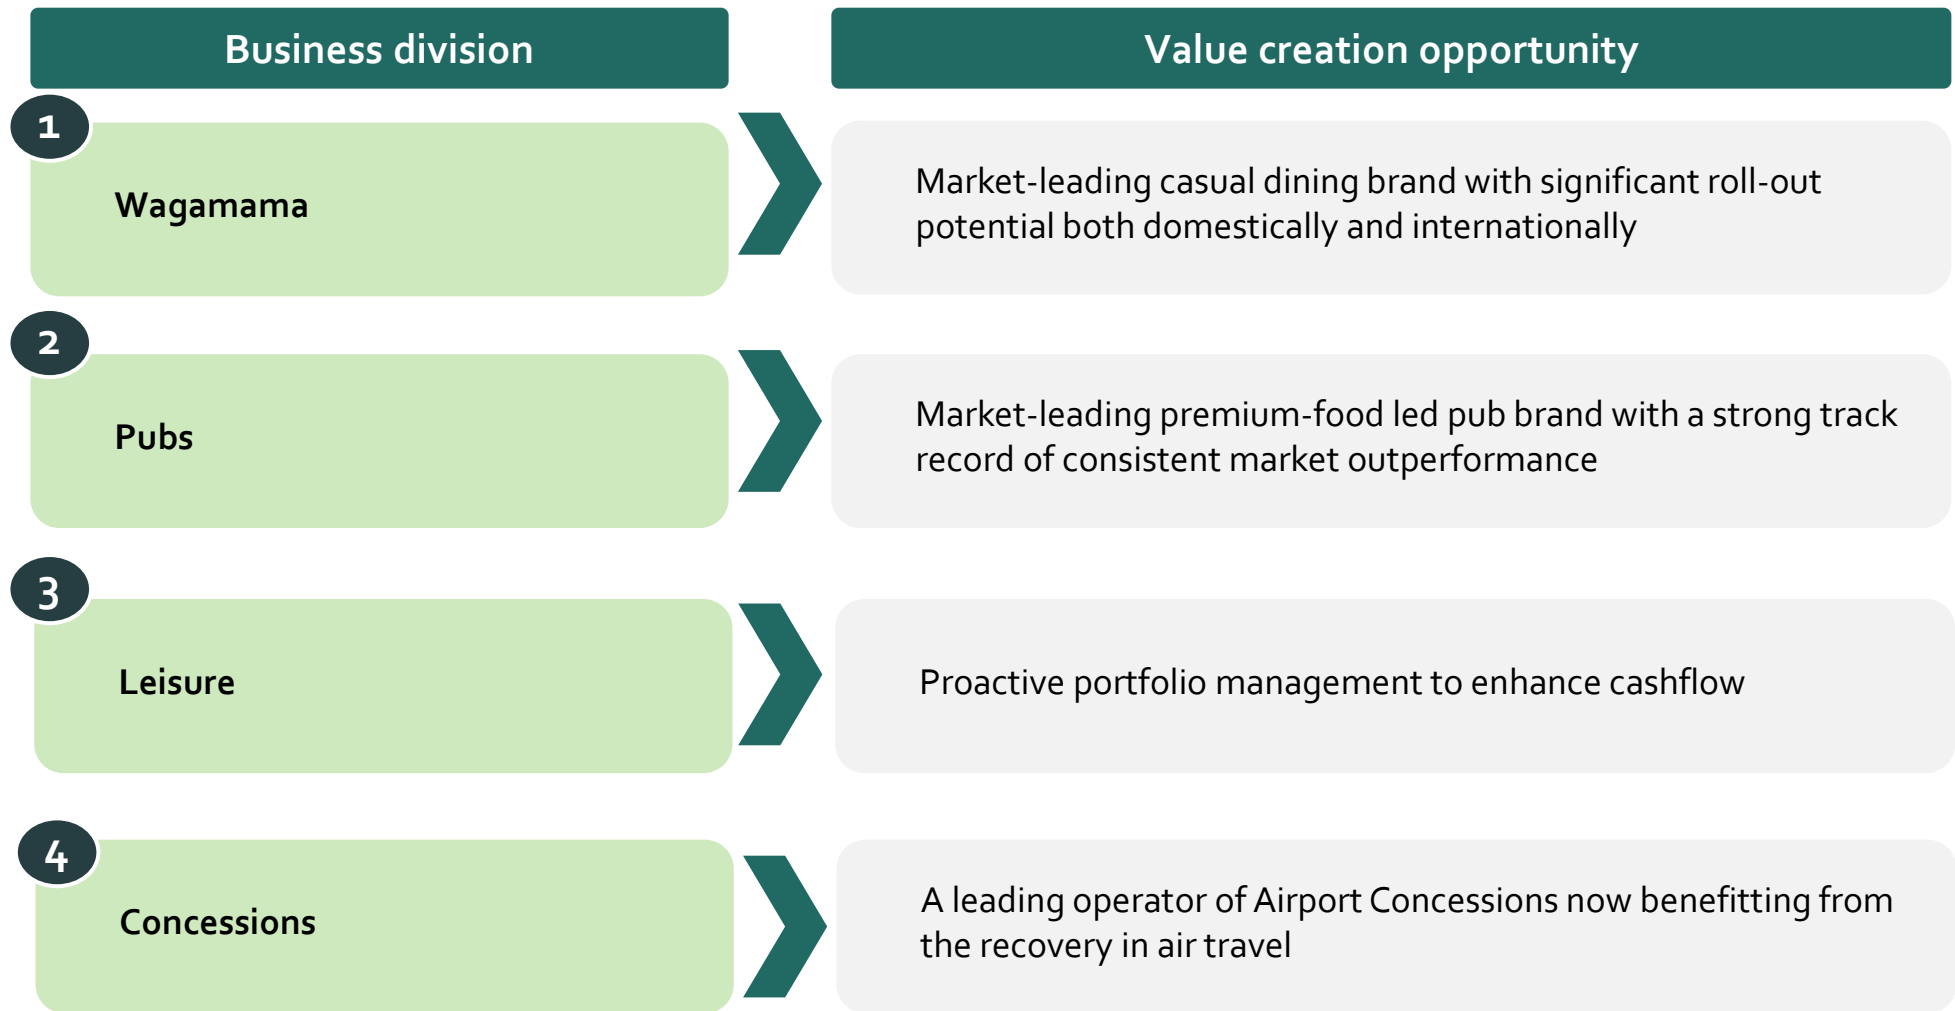 Business division
Value creation opportunity
1
Wagamama
Market-leading casual dining brand with significant roll-out
potential both domestically and internationally
2
Pubs
Market-leading premium-food led pub brand with a strong track
record of consistent market outperformance
3
Leisure
Proactive portfolio management to enhance cashflow
4
Concessions
A leading operator of Airport Concessions now benefitting from
the recovery in air travel